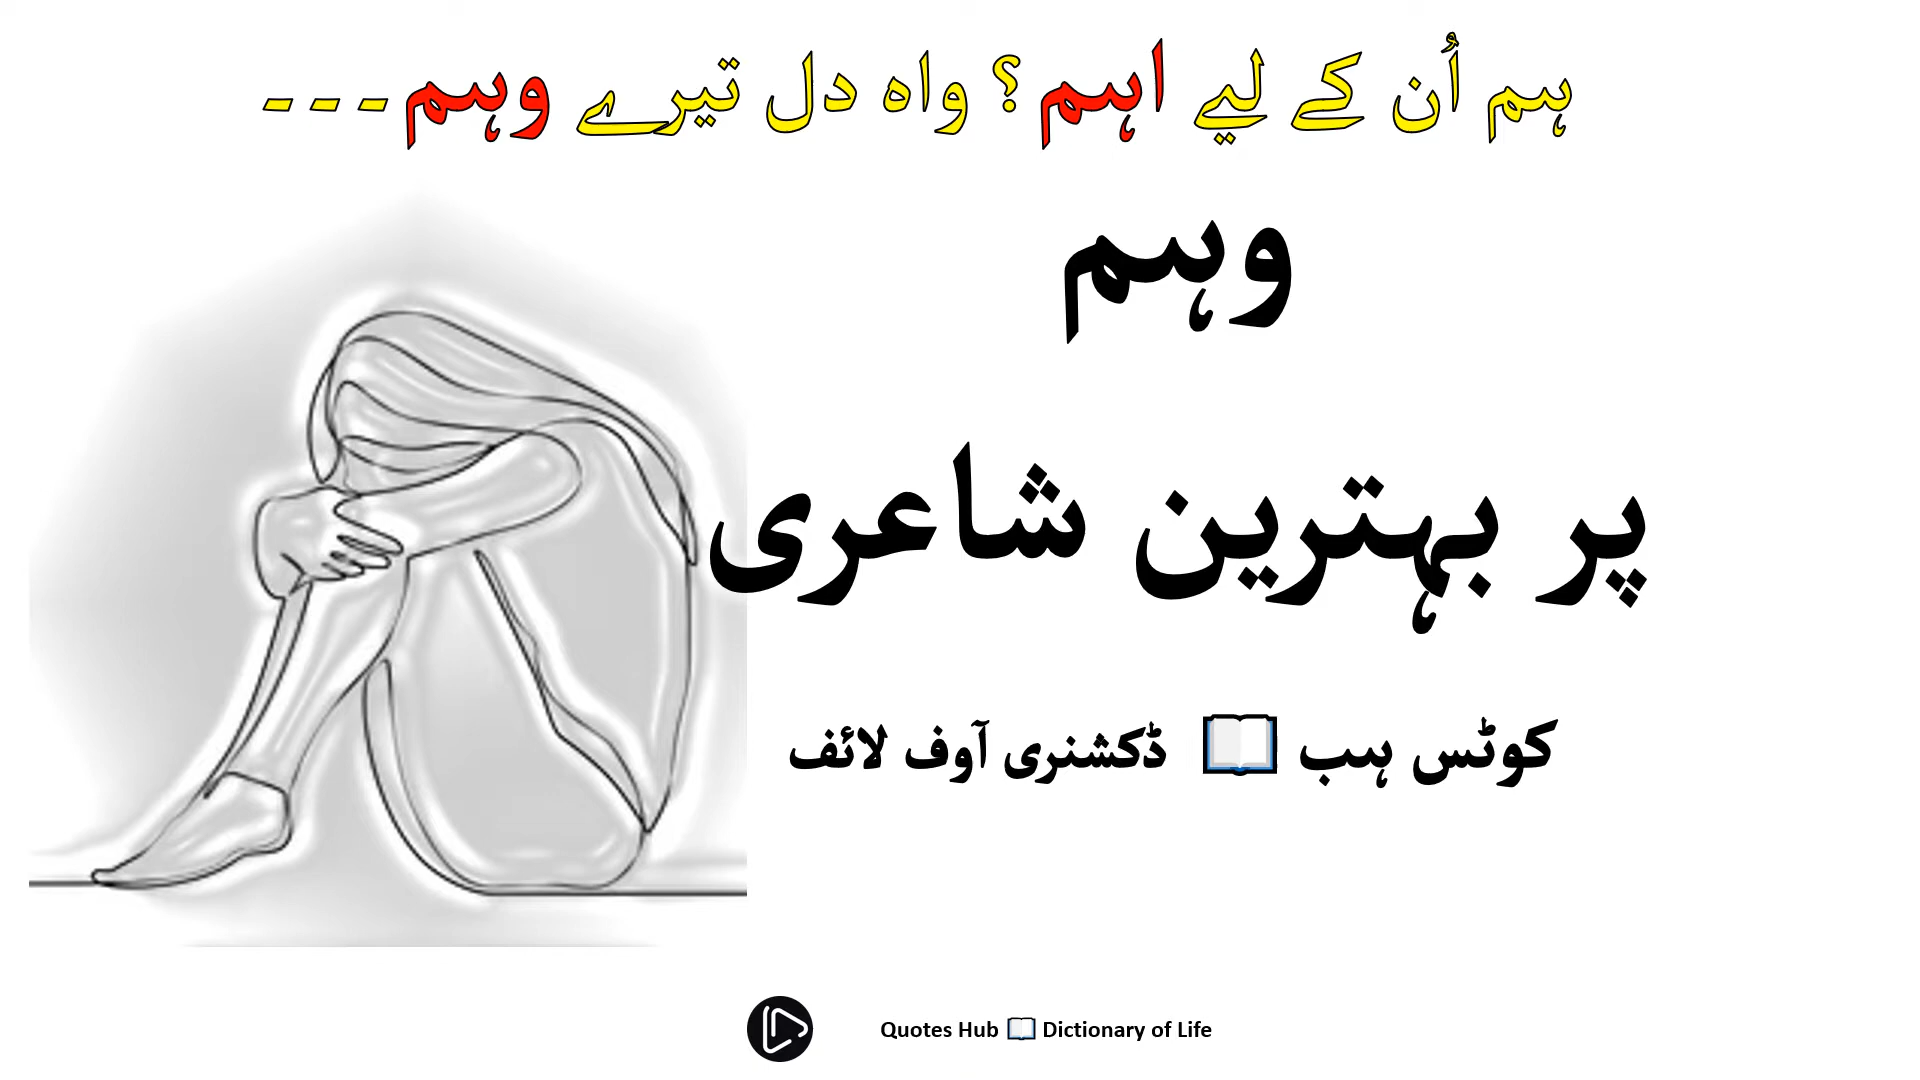 ہم اُن کے لیے اہم؟ واہ دل تیرے وہم۔۔۔
وہم
پر بہترین شاعری
کوٹس ہب 📖 ڈکشنری آوف لائف
Quotes Hub 📖 Dictionary of Life